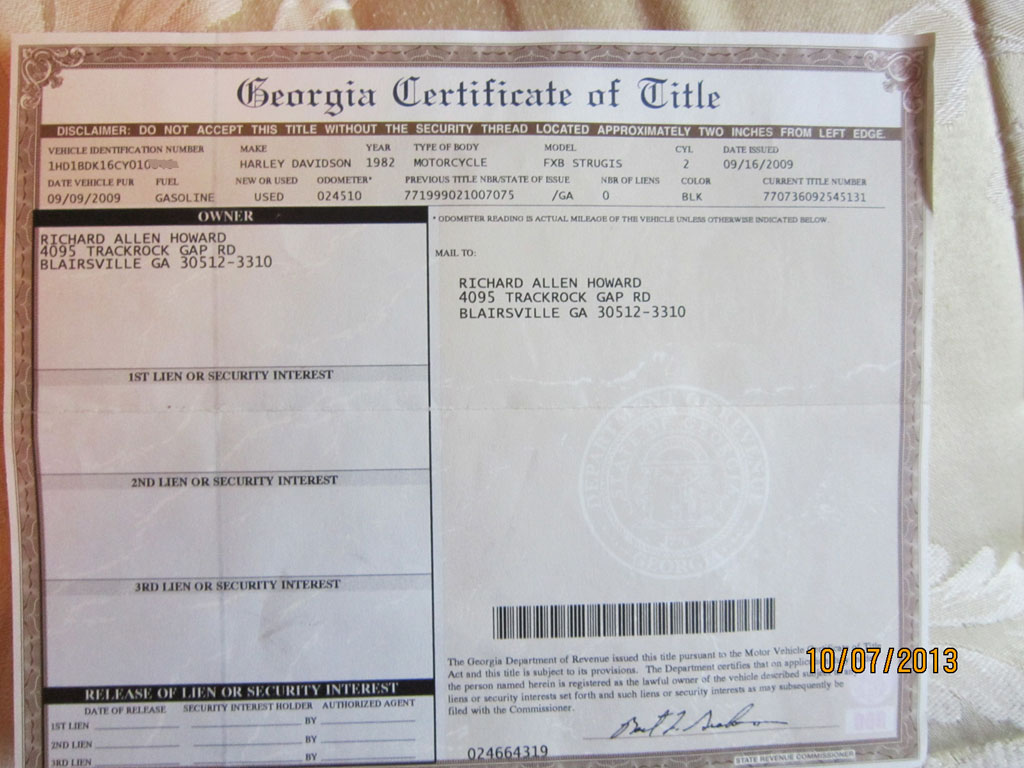 Georgia Certificate of Title
DISCLAIMER: DO NOT ACCEPT THIS TITLE WITHOUT THE SECURITY THREAD LOCATED APPROXIMATELY TWO INCHES FROM LEFT EDGE.
VEHICLE IDENTIFICATION NUMBER MAKE YEAR TYPE OF BODY MODEL CYL DATE ISSUED
1HD1BDK16CY010 HARLEY DAVIDSON 1982 MOTORCYCLE FXB STRUGIS 2 09/16/2009
DATE VEHICLE PUR FUEL NEW OR USED ODOMETER* PREVIOUS TITLE NBR/STATE OF ISSUE NBR OF LIENS COLOR CURRENT TITLE NUMBER
09/09/2009 GASOLINE USED 024510 771999021007075 /GA 0 BLK 770736092545131
OWNER
RICHARD ALLEN HOWARD
4095 TRACKROCK GAP RD
BLAIRSVILLE GA 30512-3310
1ST LIEN OR SECURITY INTEREST
2ND LIEN OR SECURITY INTEREST
3RD LIEN OR SECURITY INTEREST
RELEASE OF LIEN OR SECURITY INTEREST
DATE OF RELEASE SECURITY INTEREST HOLDER AUTHORIZED AGENT
1ST LIEN BY
2ND LIEN BY
3RD LIEN BY
* ODOMETER READING IS ACTUAL MILEAGE OF THE VEHICLE UNLESS OTHERWISE INDICATED BELOW.
MAIL TO:
RICHARD ALLEN HOWARD
4095 TRACKROCK GAP RD
BLAIRSVILLE GA 30512-3310
DEPARTMENT OF REVENUE
STATE OF GEORGIA
GEORGIA
The Georgia Department of Revenue issued this title pursuant to the Motor Vehicle Certificate of Title
Act and this title is subject to its provisions. The Department certifies that on
the person named herein is registered as the lawful owner of the vehicle described
liens or security interests set forth and such liens or security interests as may subsequently be
filed with the Commissioner.
024664319
STATE REVENUE COMMISSIONER
10/07/2013